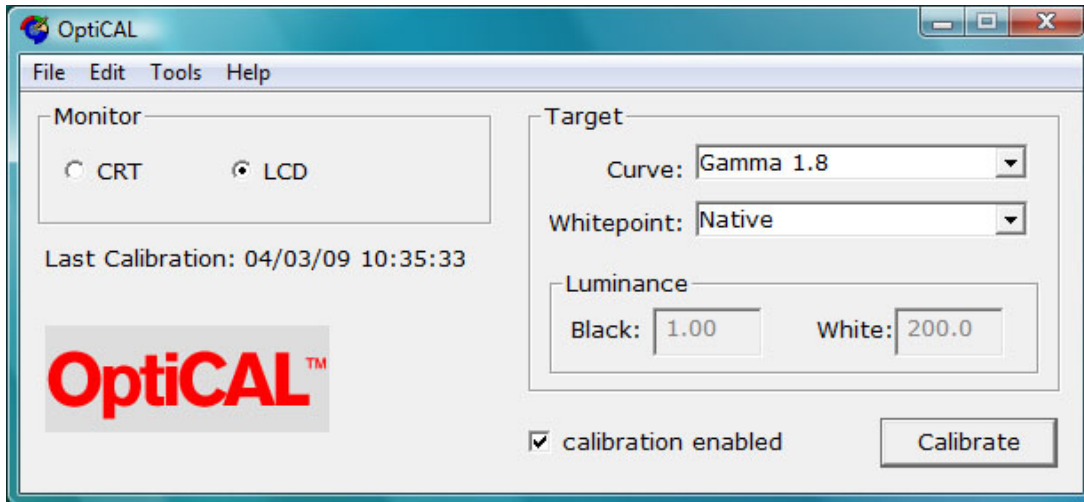 OptiCAL
File Edit Tools Help
Monitor
CRT LCD
Last Calibration: 04/03/09 10:35:33
OptiCAL™
Target
Curve: Gamma 1.8
Whitepoint: Native
Luminance
Black: 1.00 White: 200.0
calibration enabled Calibrate